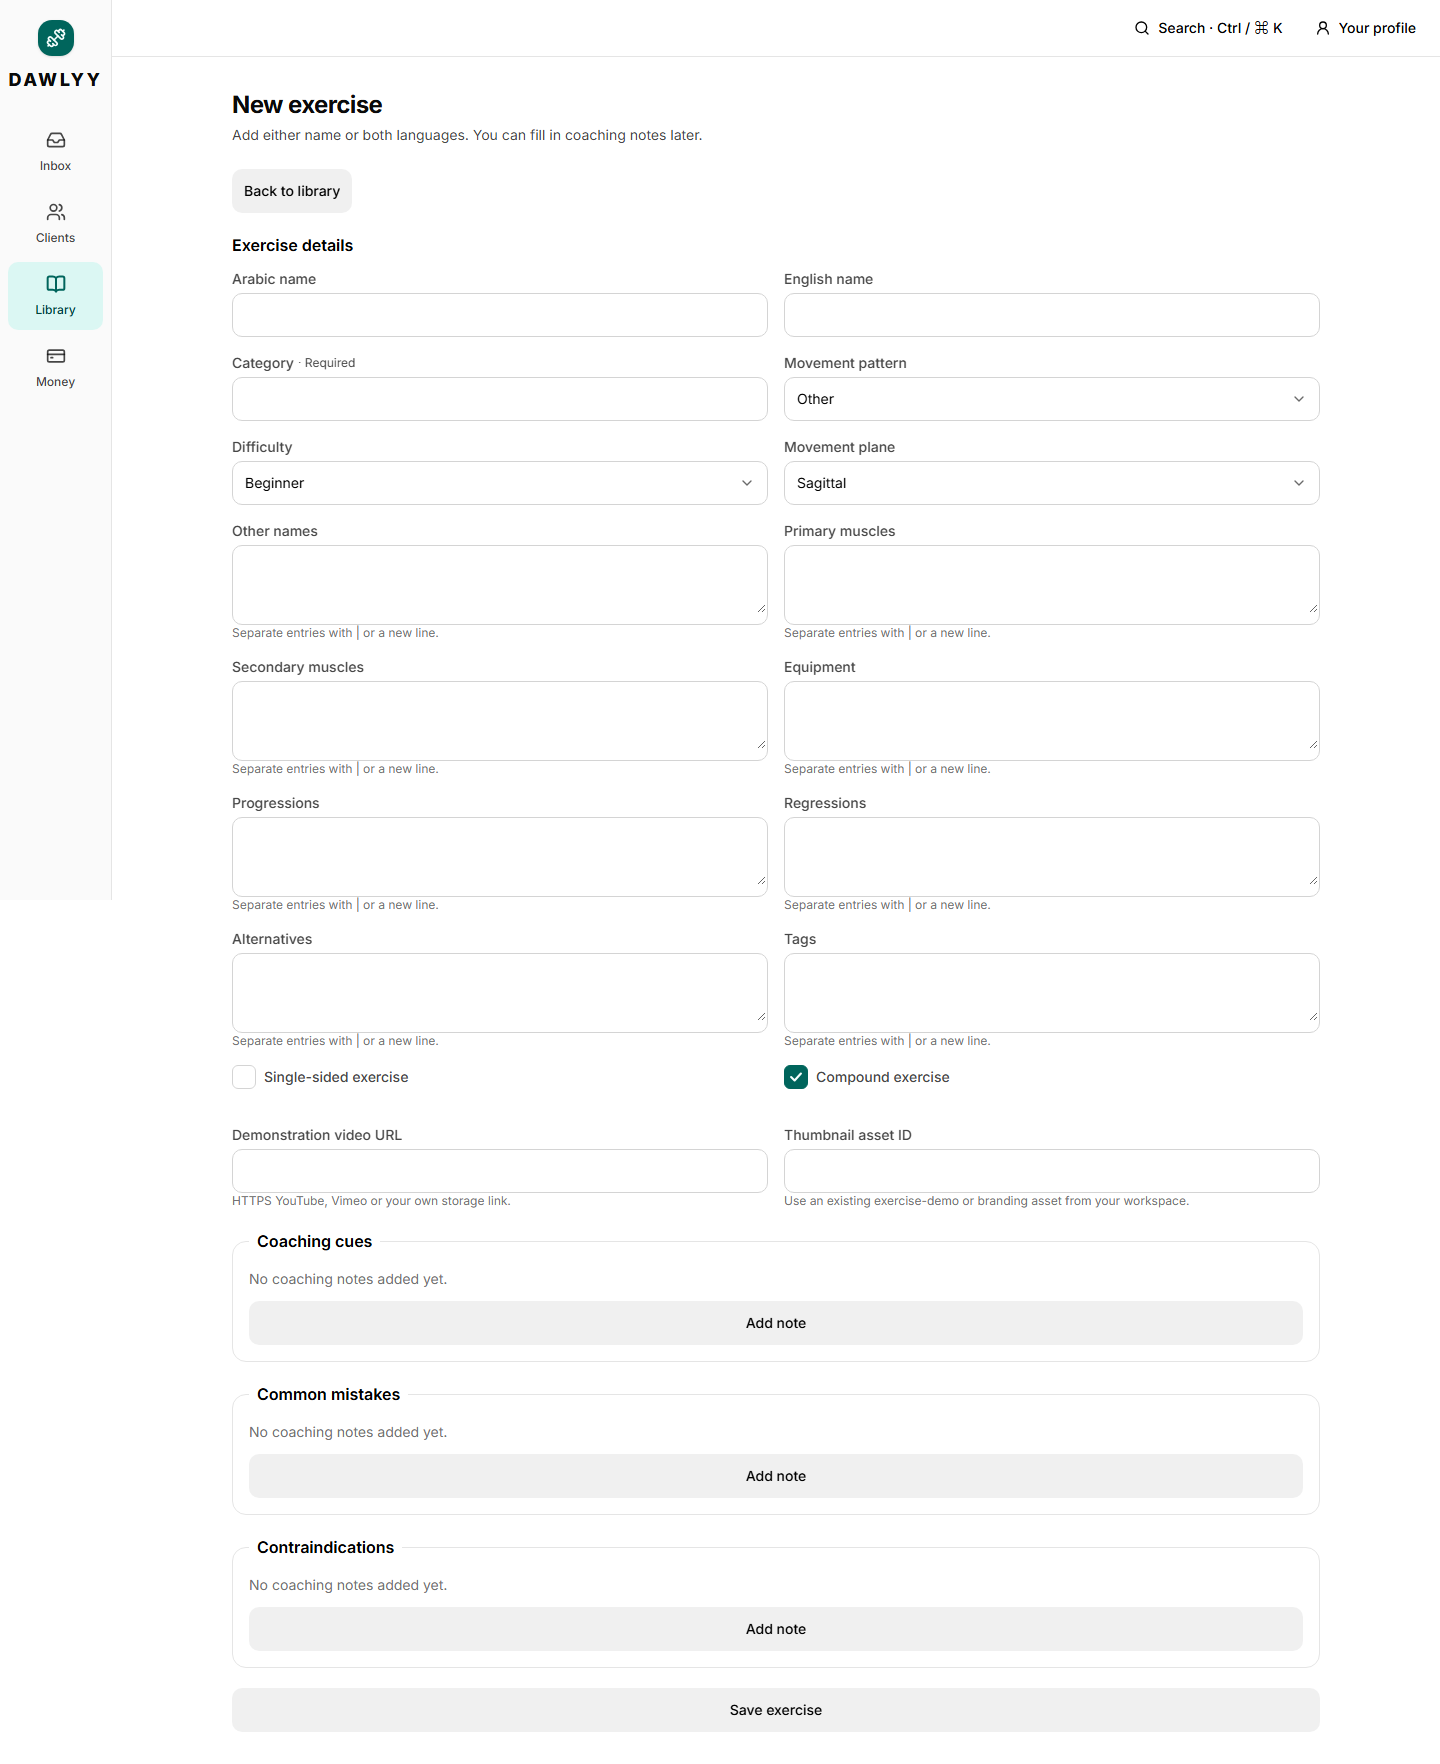 DAWLYY
Inbox
Clients
Library
Money
Search · Ctrl / ⌘ K
Your profile
New exercise
Add either name or both languages. You can fill in coaching notes later.
Back to library
Exercise details
Arabic name
English name
Category · Required
Movement pattern
Other
Difficulty
Beginner
Movement plane
Sagittal
Other names
Separate entries with | or a new line.
Primary muscles
Separate entries with | or a new line.
Secondary muscles
Separate entries with | or a new line.
Equipment
Separate entries with | or a new line.
Progressions
Separate entries with | or a new line.
Regressions
Separate entries with | or a new line.
Alternatives
Separate entries with | or a new line.
Tags
Separate entries with | or a new line.
Single-sided exercise
Compound exercise
Demonstration video URL
HTTPS YouTube, Vimeo or your own storage link.
Thumbnail asset ID
Use an existing exercise-demo or branding asset from your workspace.
Coaching cues
No coaching notes added yet.
Add note
Common mistakes
No coaching notes added yet.
Add note
Contraindications
No coaching notes added yet.
Add note
Save exercise